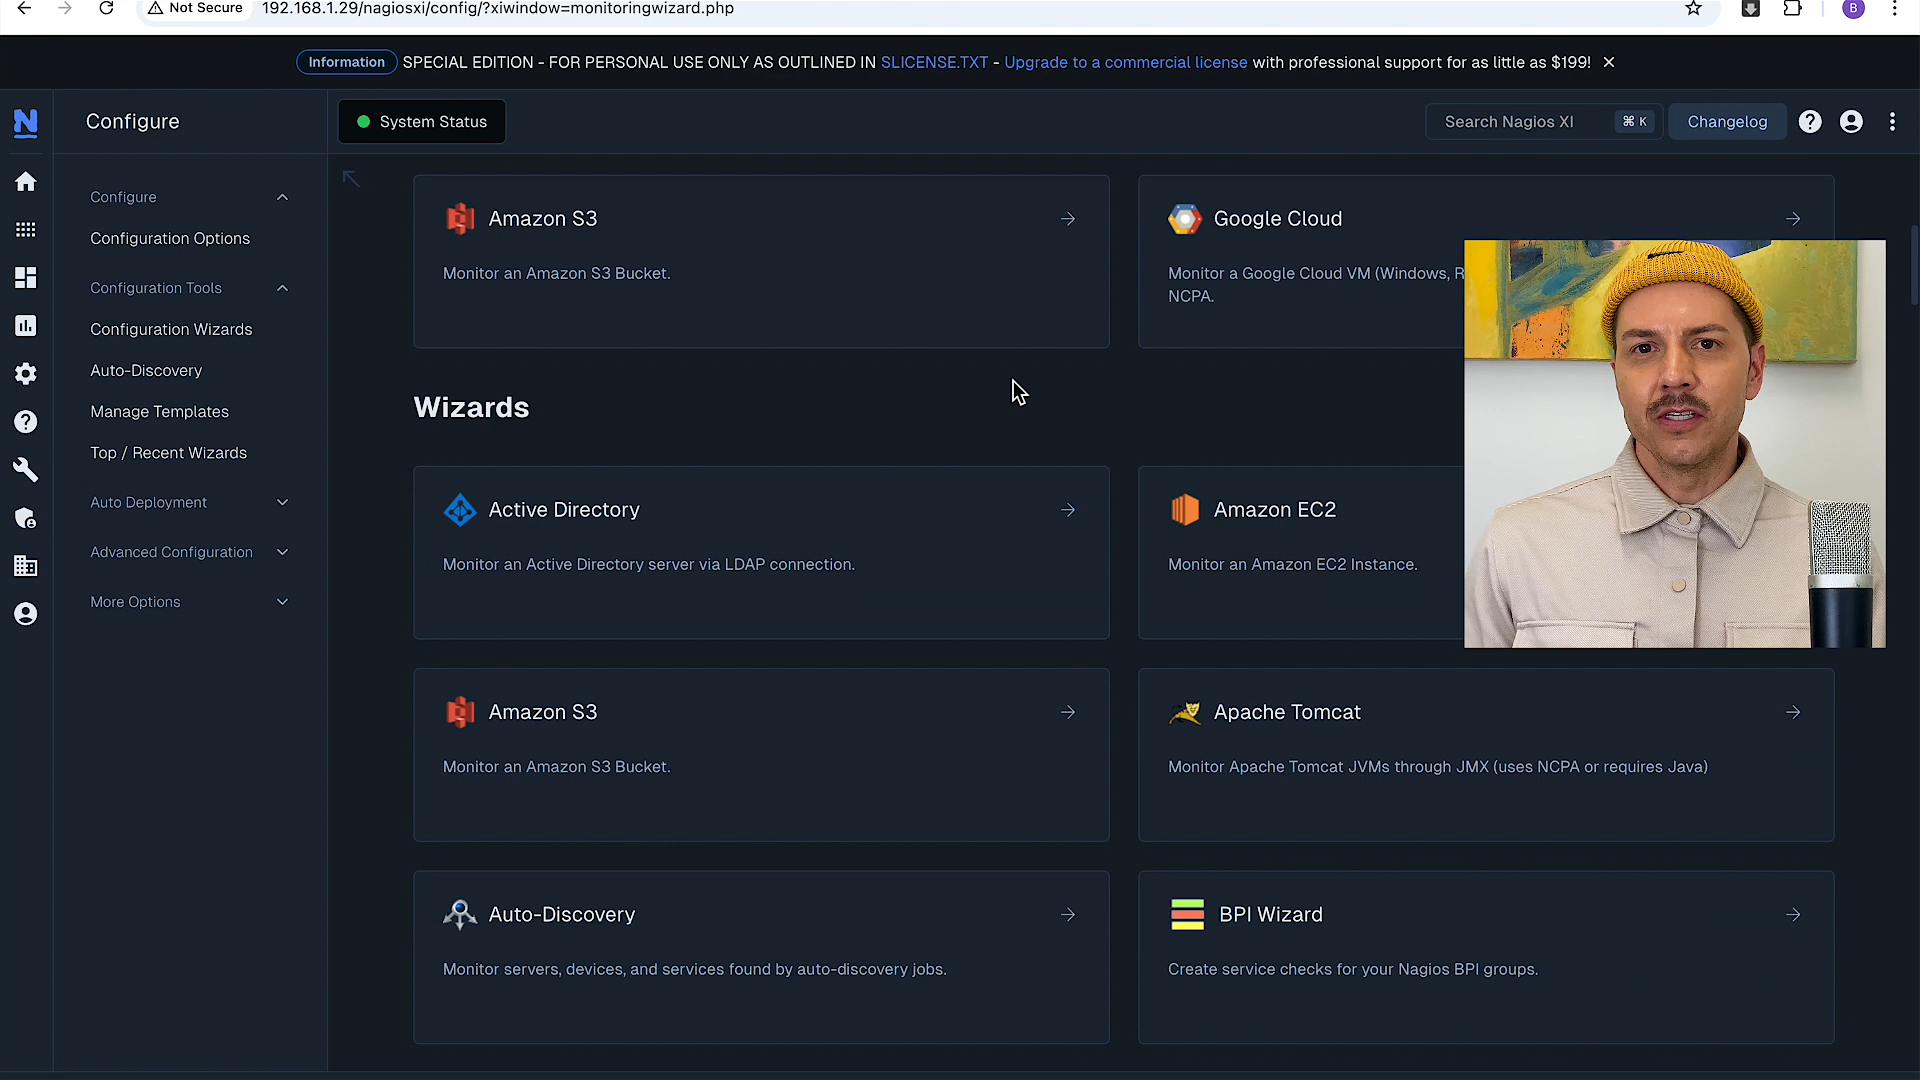 Not Secure
192.168.1.29/nagiosxi/config/?xiwindow=monitoringwizard.php
B
Information SPECIAL EDITION - FOR PERSONAL USE ONLY AS OUTLINED IN SLICENSE.TXT - Upgrade to a commercial license with professional support for as little as $199!
N
Configure
System Status
Search Nagios XI
⌘ K
Changelog
Configure
Configuration Options
Configuration Tools
Configuration Wizards
Auto-Discovery
Manage Templates
Top / Recent Wizards
Auto Deployment
Advanced Configuration
More Options
Amazon S3
Monitor an Amazon S3 Bucket.
Google Cloud
Monitor a Google Cloud VM (Windows,
NCPA.
Wizards
Active Directory
Monitor an Active Directory server via LDAP connection.
Amazon EC2
Monitor an Amazon EC2 Instance.
Amazon S3
Monitor an Amazon S3 Bucket.
Apache Tomcat
Monitor Apache Tomcat JVMs through JMX (uses NCPA or requires Java)
Auto-Discovery
Monitor servers, devices, and services found by auto-discovery jobs.
BPI Wizard
Create service checks for your Nagios BPI groups.